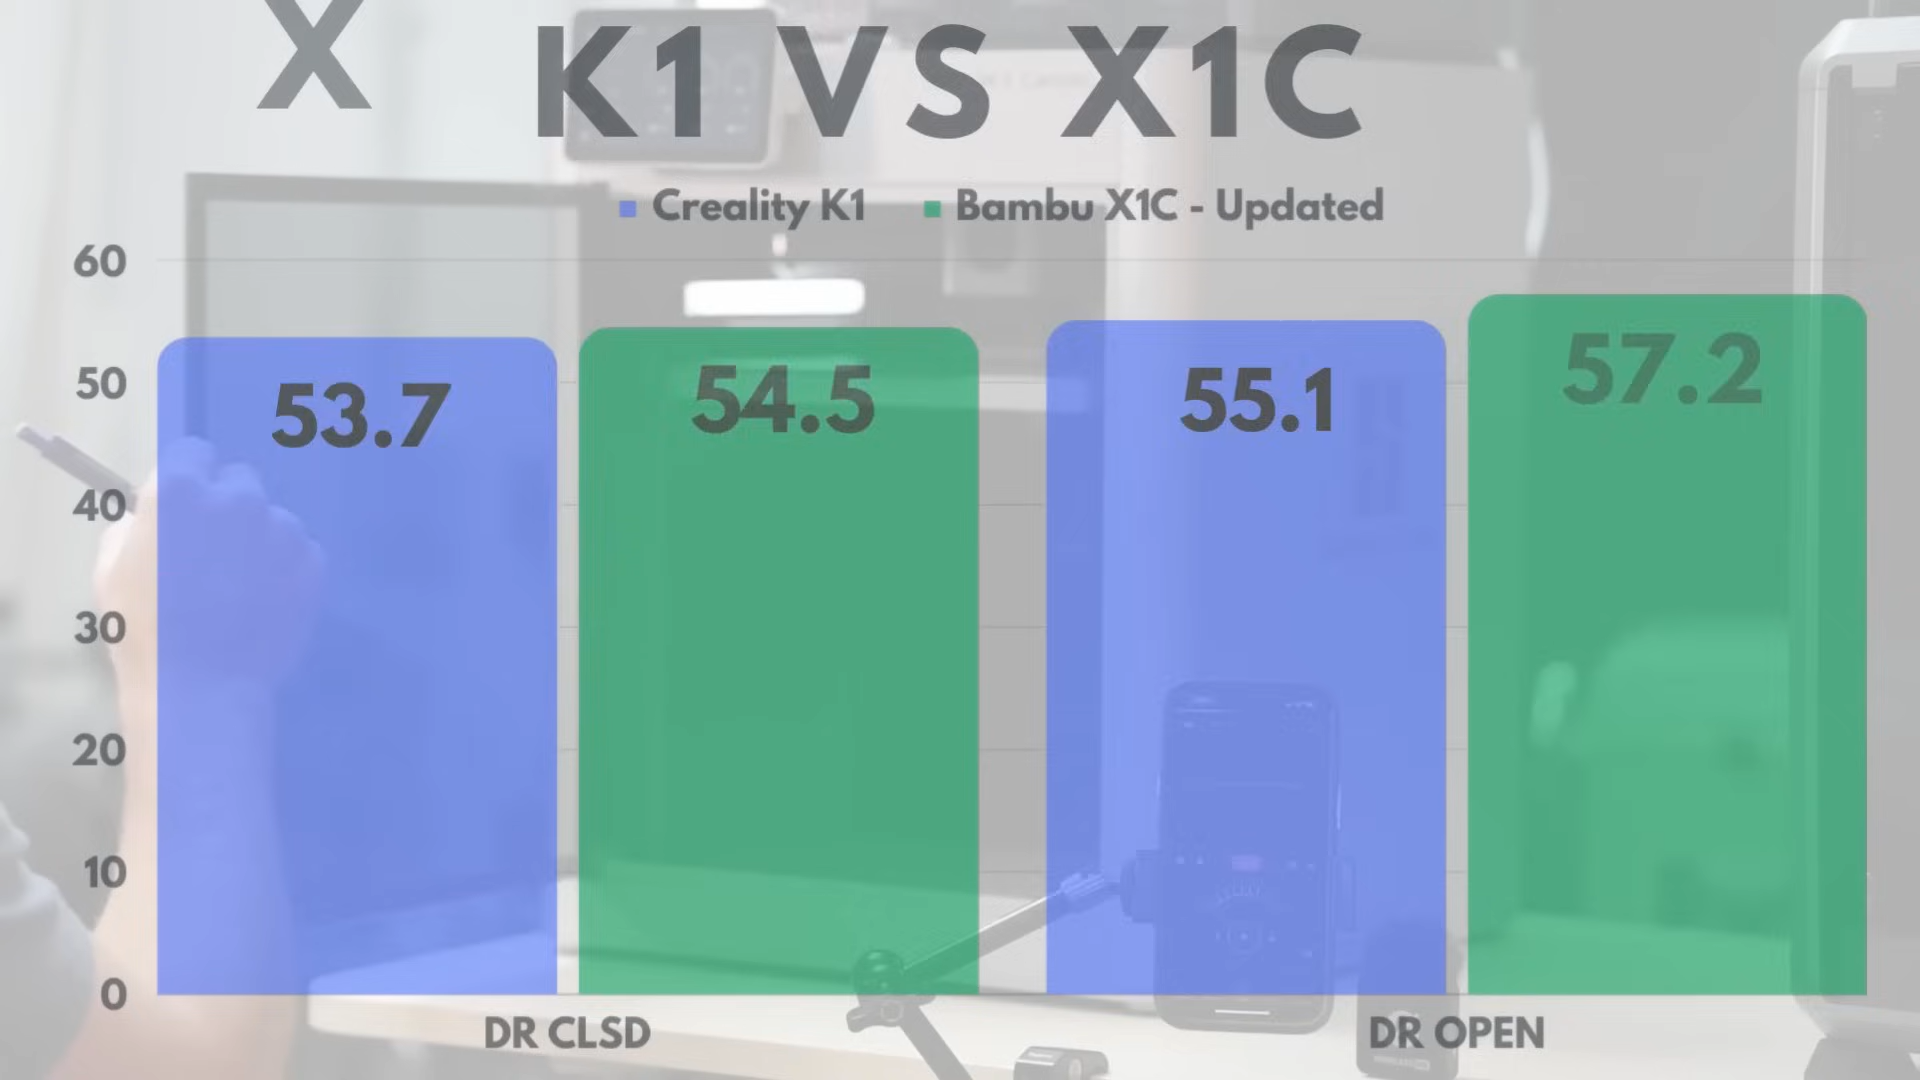 X
K1 VS X1C
Creality K1 Bambu X1C - Updated
60
50
40
30
20
10
0
53.7
54.5
55.1
57.2
DR CLSD
DR OPEN